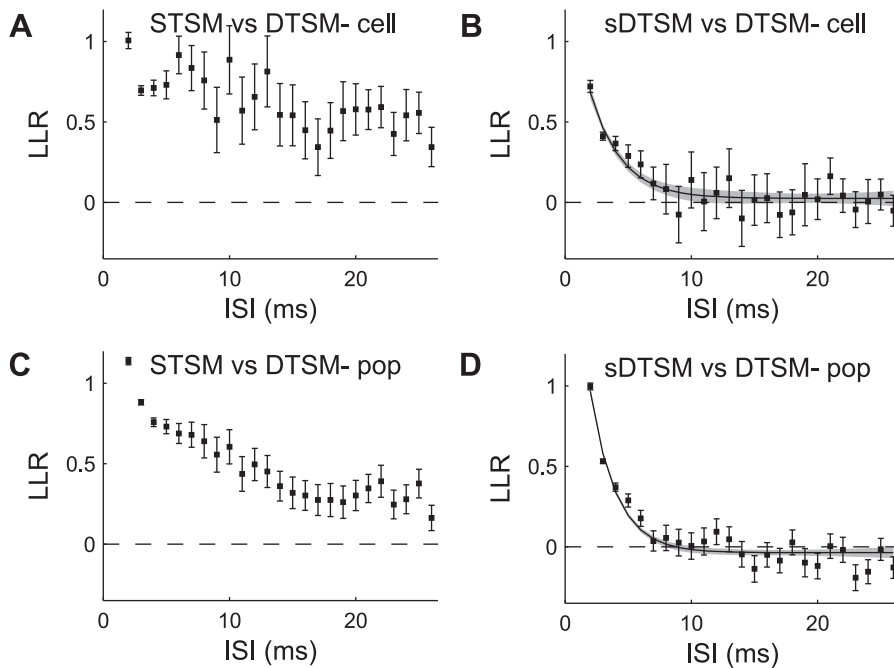 A
STSM vs DTSM- cell
1
0.5
0
LLR
0
10
20
ISI (ms)
B
sDTSM vs DTSM- cell
1
0.5
0
LLR
0
10
20
ISI (ms)
C
STSM vs DTSM- pop
1
0.5
0
LLR
0
10
20
ISI (ms)
D
sDTSM vs DTSM- pop
1
0.5
0
LLR
0
10
20
ISI (ms)